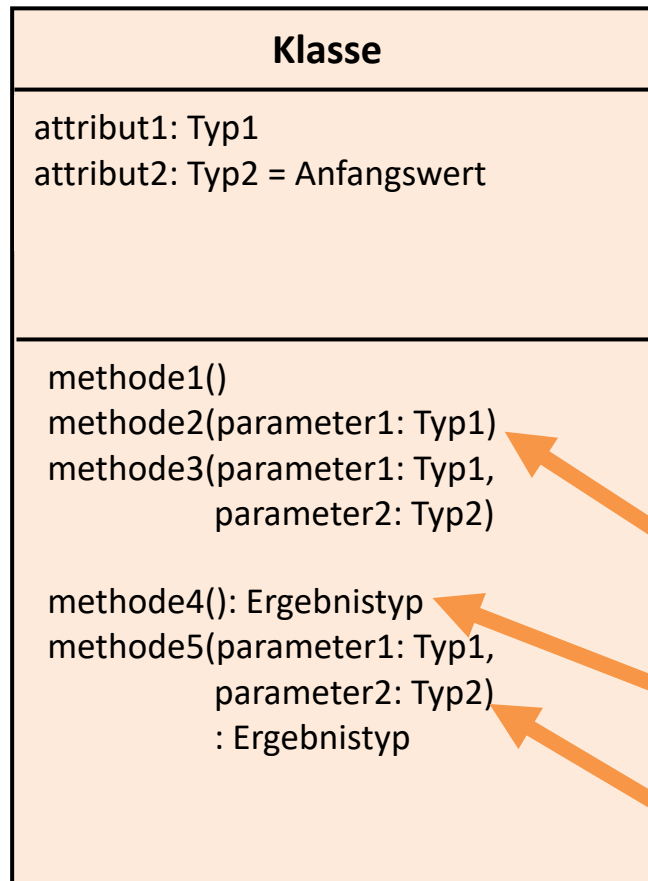 Klasse
attribut1: Typ1
attribut2: Typ2 = Anfangswert
methode1()
methode2(parameter1: Typ1)
methode3(parameter1: Typ1,
parameter2: Typ2)
methode4(): Ergebnistyp
methode5(parameter1: Typ1,
parameter2: Typ2)
: Ergebnistyp